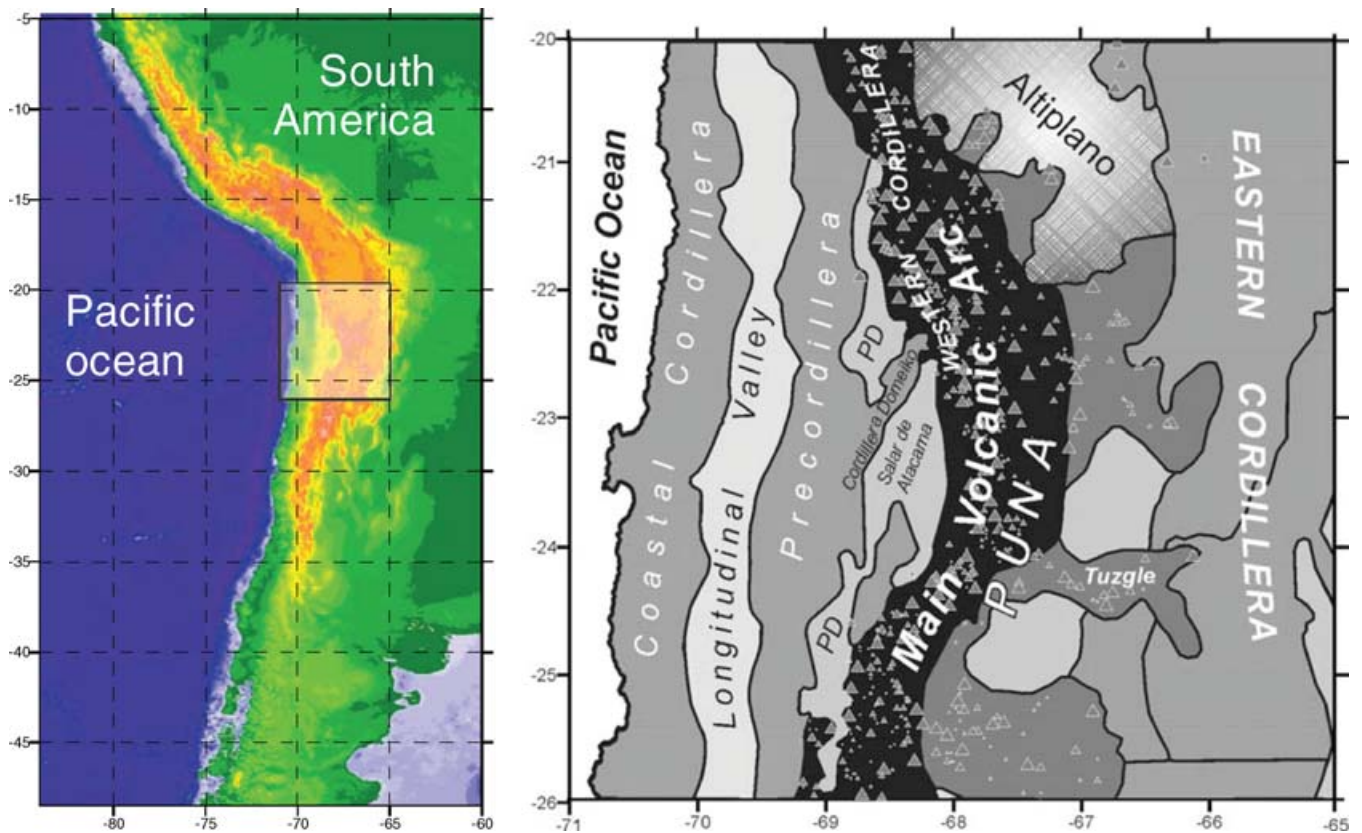 -5
-10
-15
-20
-25
-30
-35
-40
-45
-80
-75
-70
-65
-60
South
America
Pacific
ocean
-20
-21
-22
-23
-24
-25
-26
-71
-70
-69
-68
-67
-66
-65
Pacific Ocean
Coastal Cordillera
Longitudinal Valley
Precordillera
PD
Cordillera Domeiko
Salar de
Atacama
PD
WESTERN CORDILLERA
Main Volcanic Arc
PUNA
Altiplano
Tuzgle
EASTERN CORDILLERA